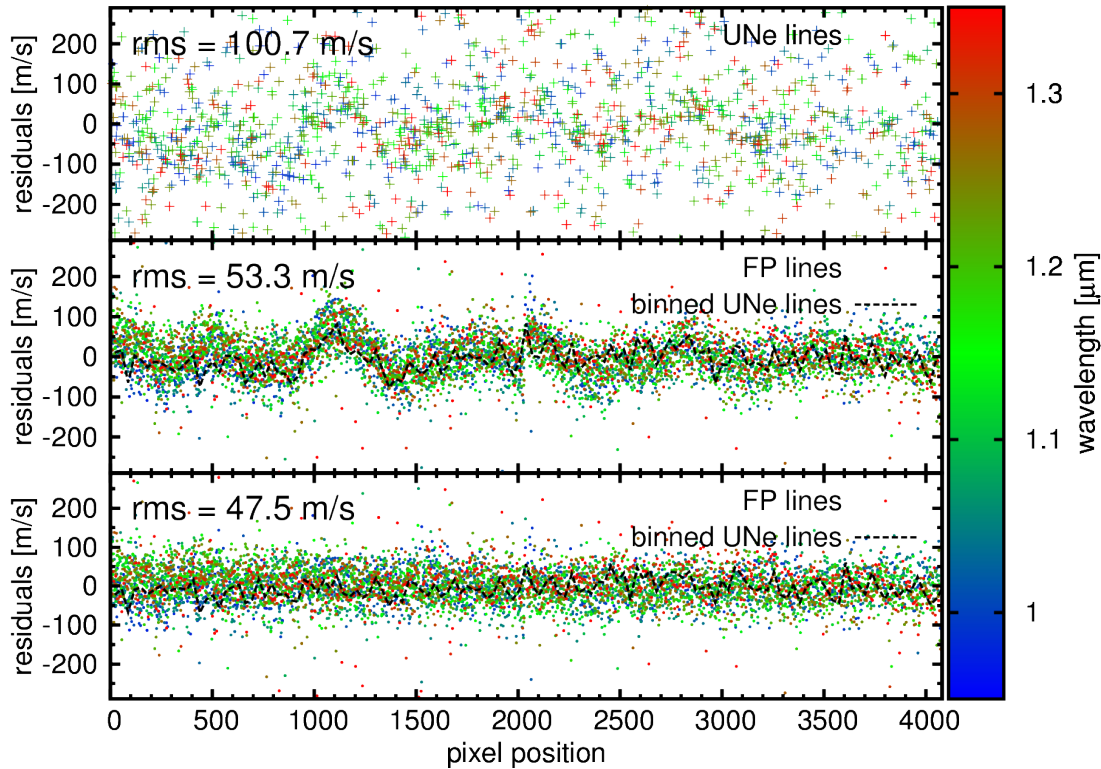 rms = 100.7 m/s
UNe lines
residuals [m/s]
200
100
0
-100
-200
rms = 53.3 m/s
FP lines
binned UNe lines
residuals [m/s]
200
100
0
-100
-200
rms = 47.5 m/s
FP lines
binned UNe lines
residuals [m/s]
200
100
0
-100
-200
0 500 1000 1500 2000 2500 3000 3500 4000
pixel position
1.3
1.2
1.1
1
wavelength [μm]